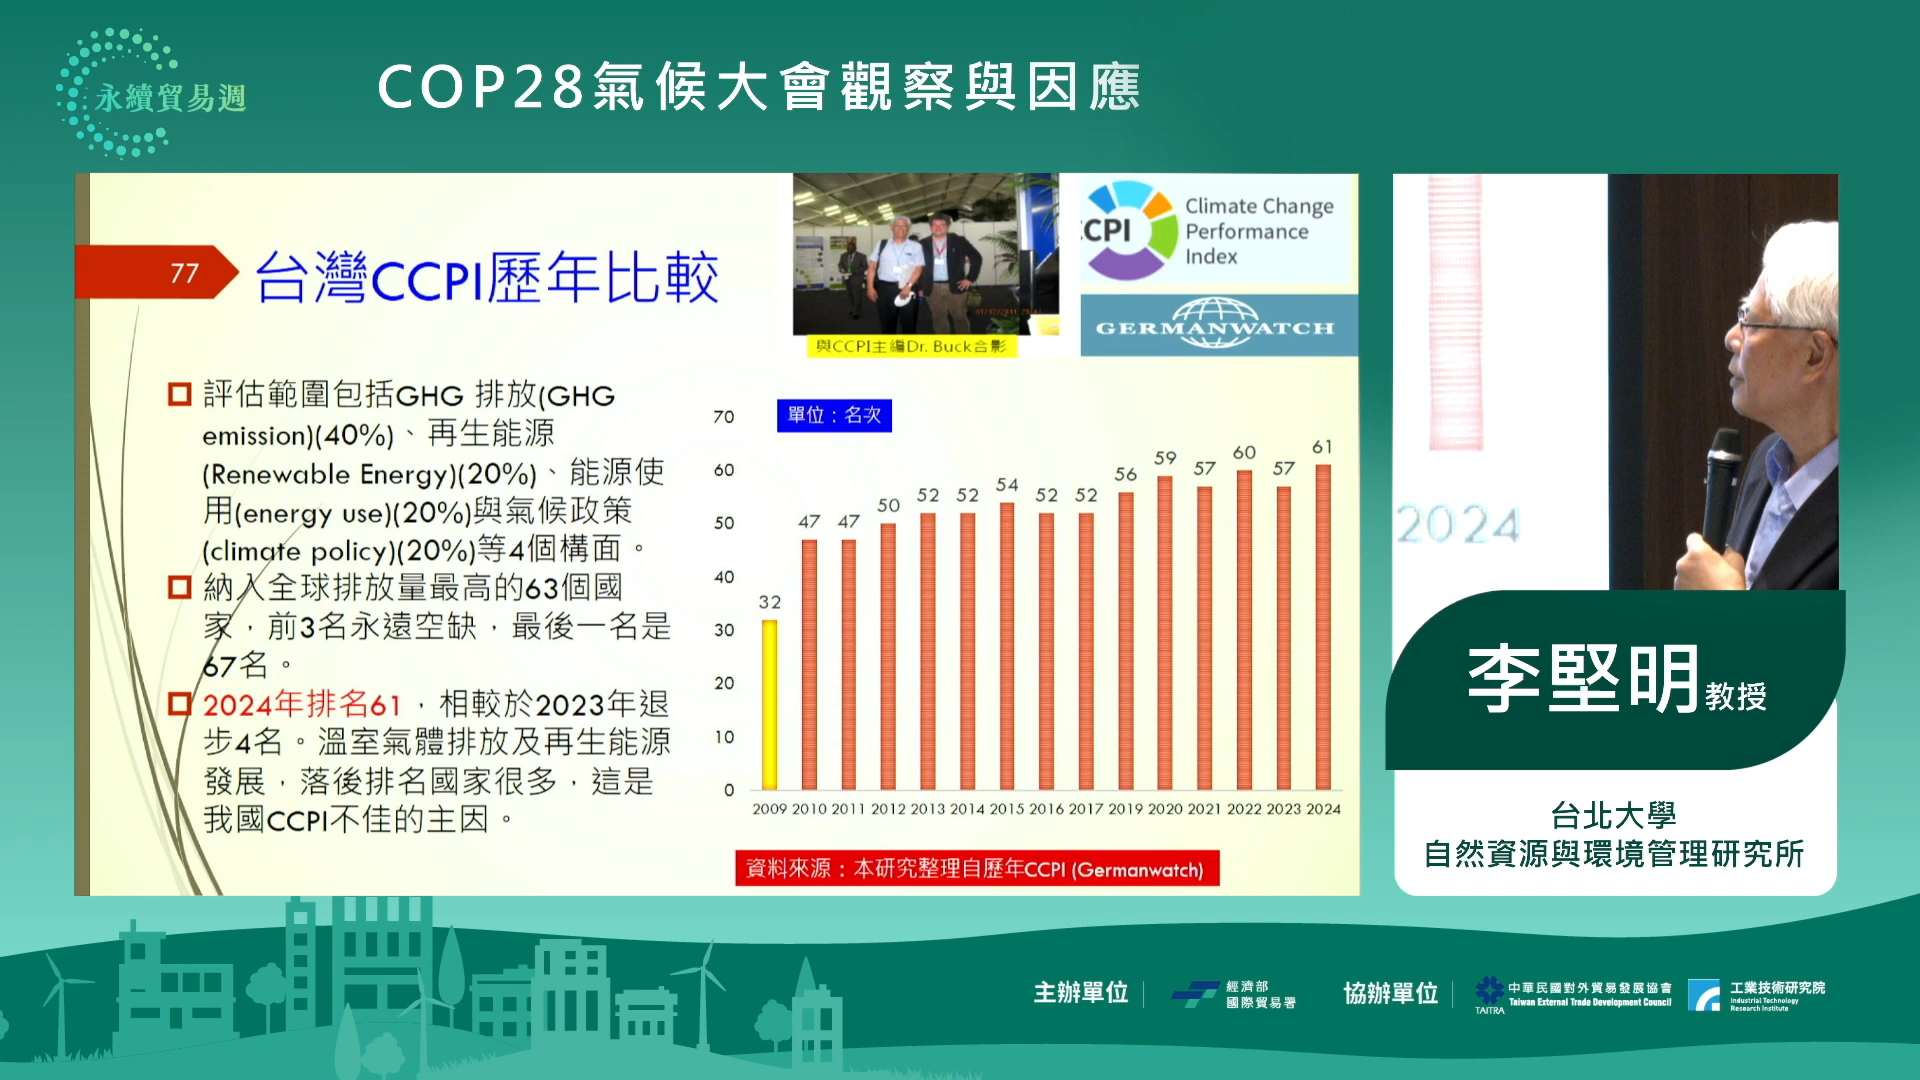 永續貿易週
COP28氣候大會觀察與因應
77
台灣CCPI歷年比較
與CCPI主編Dr. Buck合影
CCPI
Climate Change
Performance
Index
GERMANWATCH
評估範圍包括GHG 排放(GHG
emission)(40%)、再生能源
(Renewable Energy)(20%)、能源使
用(energy use)(20%)與氣候政策
(climate policy)(20%)等4個構面。
納入全球排放量最高的63個國
家，前3名永遠空缺，最後一名是
67名。
2024年排名61，相較於2023年退
步4名。溫室氣體排放及再生能源
發展，落後排名國家很多，這是
我國CCPI不佳的主因。
單位：名次
70
60
50
40
30
20
10
0
32 47 47 50 52 52 54 52 52 56 59 57 60 57 61
2009 2010 2011 2012 2013 2014 2015 2016 2017 2019 2020 2021 2022 2023 2024
資料來源：本研究整理自歷年CCPI (Germanwatch)
2024
李堅明教授
台北大學
自然資源與環境管理研究所
主辦單位
經濟部
國際貿易署
協辦單位
TAITRA
中華民國對外貿易發展協會
Taiwan External Trade Development Council
工業技術研究院
Industrial Technology
Research Institute